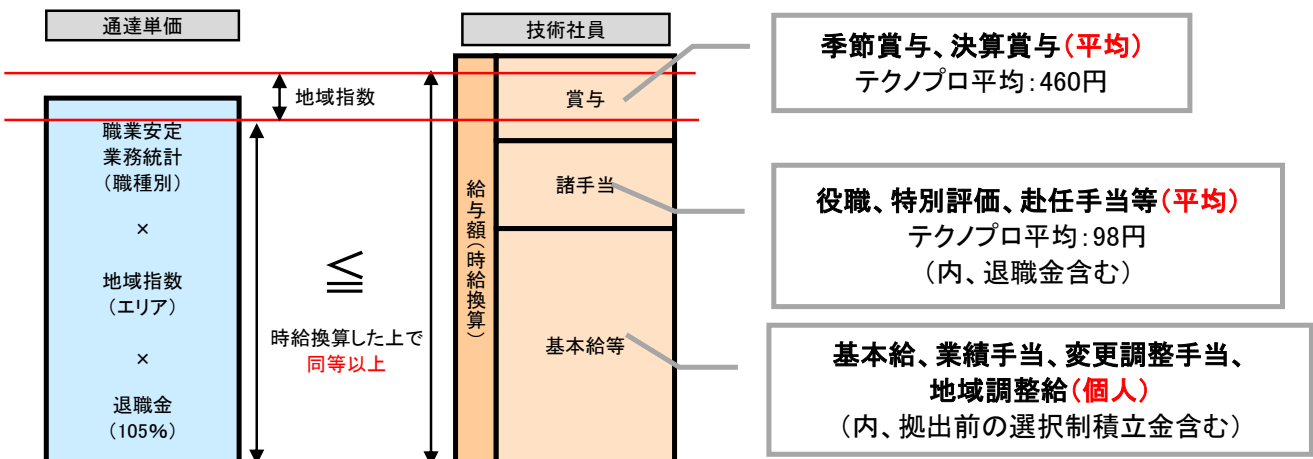 通達単価
地域指数
職業安定
業務統計
（職種別）
×
地域指数
（エリア）
×
退職金
（105%）
≦
時給換算した上で
同等以上
技術社員
給与額（時給換算）
賞与
諸手当
基本給等
季節賞与、決算賞与（平均）
テクノプロ平均：460円
役職、特別評価、赴任手当等（平均）
テクノプロ平均：98円
（内、退職金含む）
基本給、業績手当、変更調整手当、
地域調整給（個人）
（内、拠出前の選択制積立金含む）